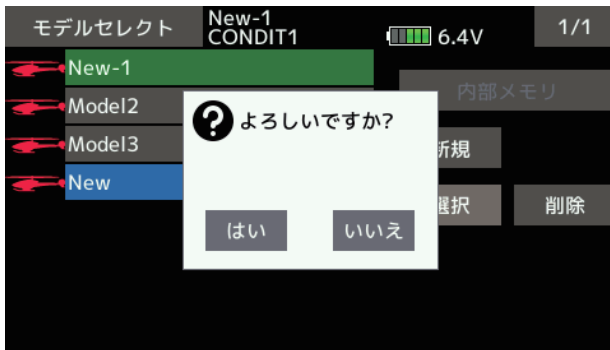 モデルセレクト
New-1
CONDIT1
6.4V
1/1
New-1
Model2
Model3
New
内部メモリ
新規
選択
削除
?
よろしいですか?
はい
いいえ